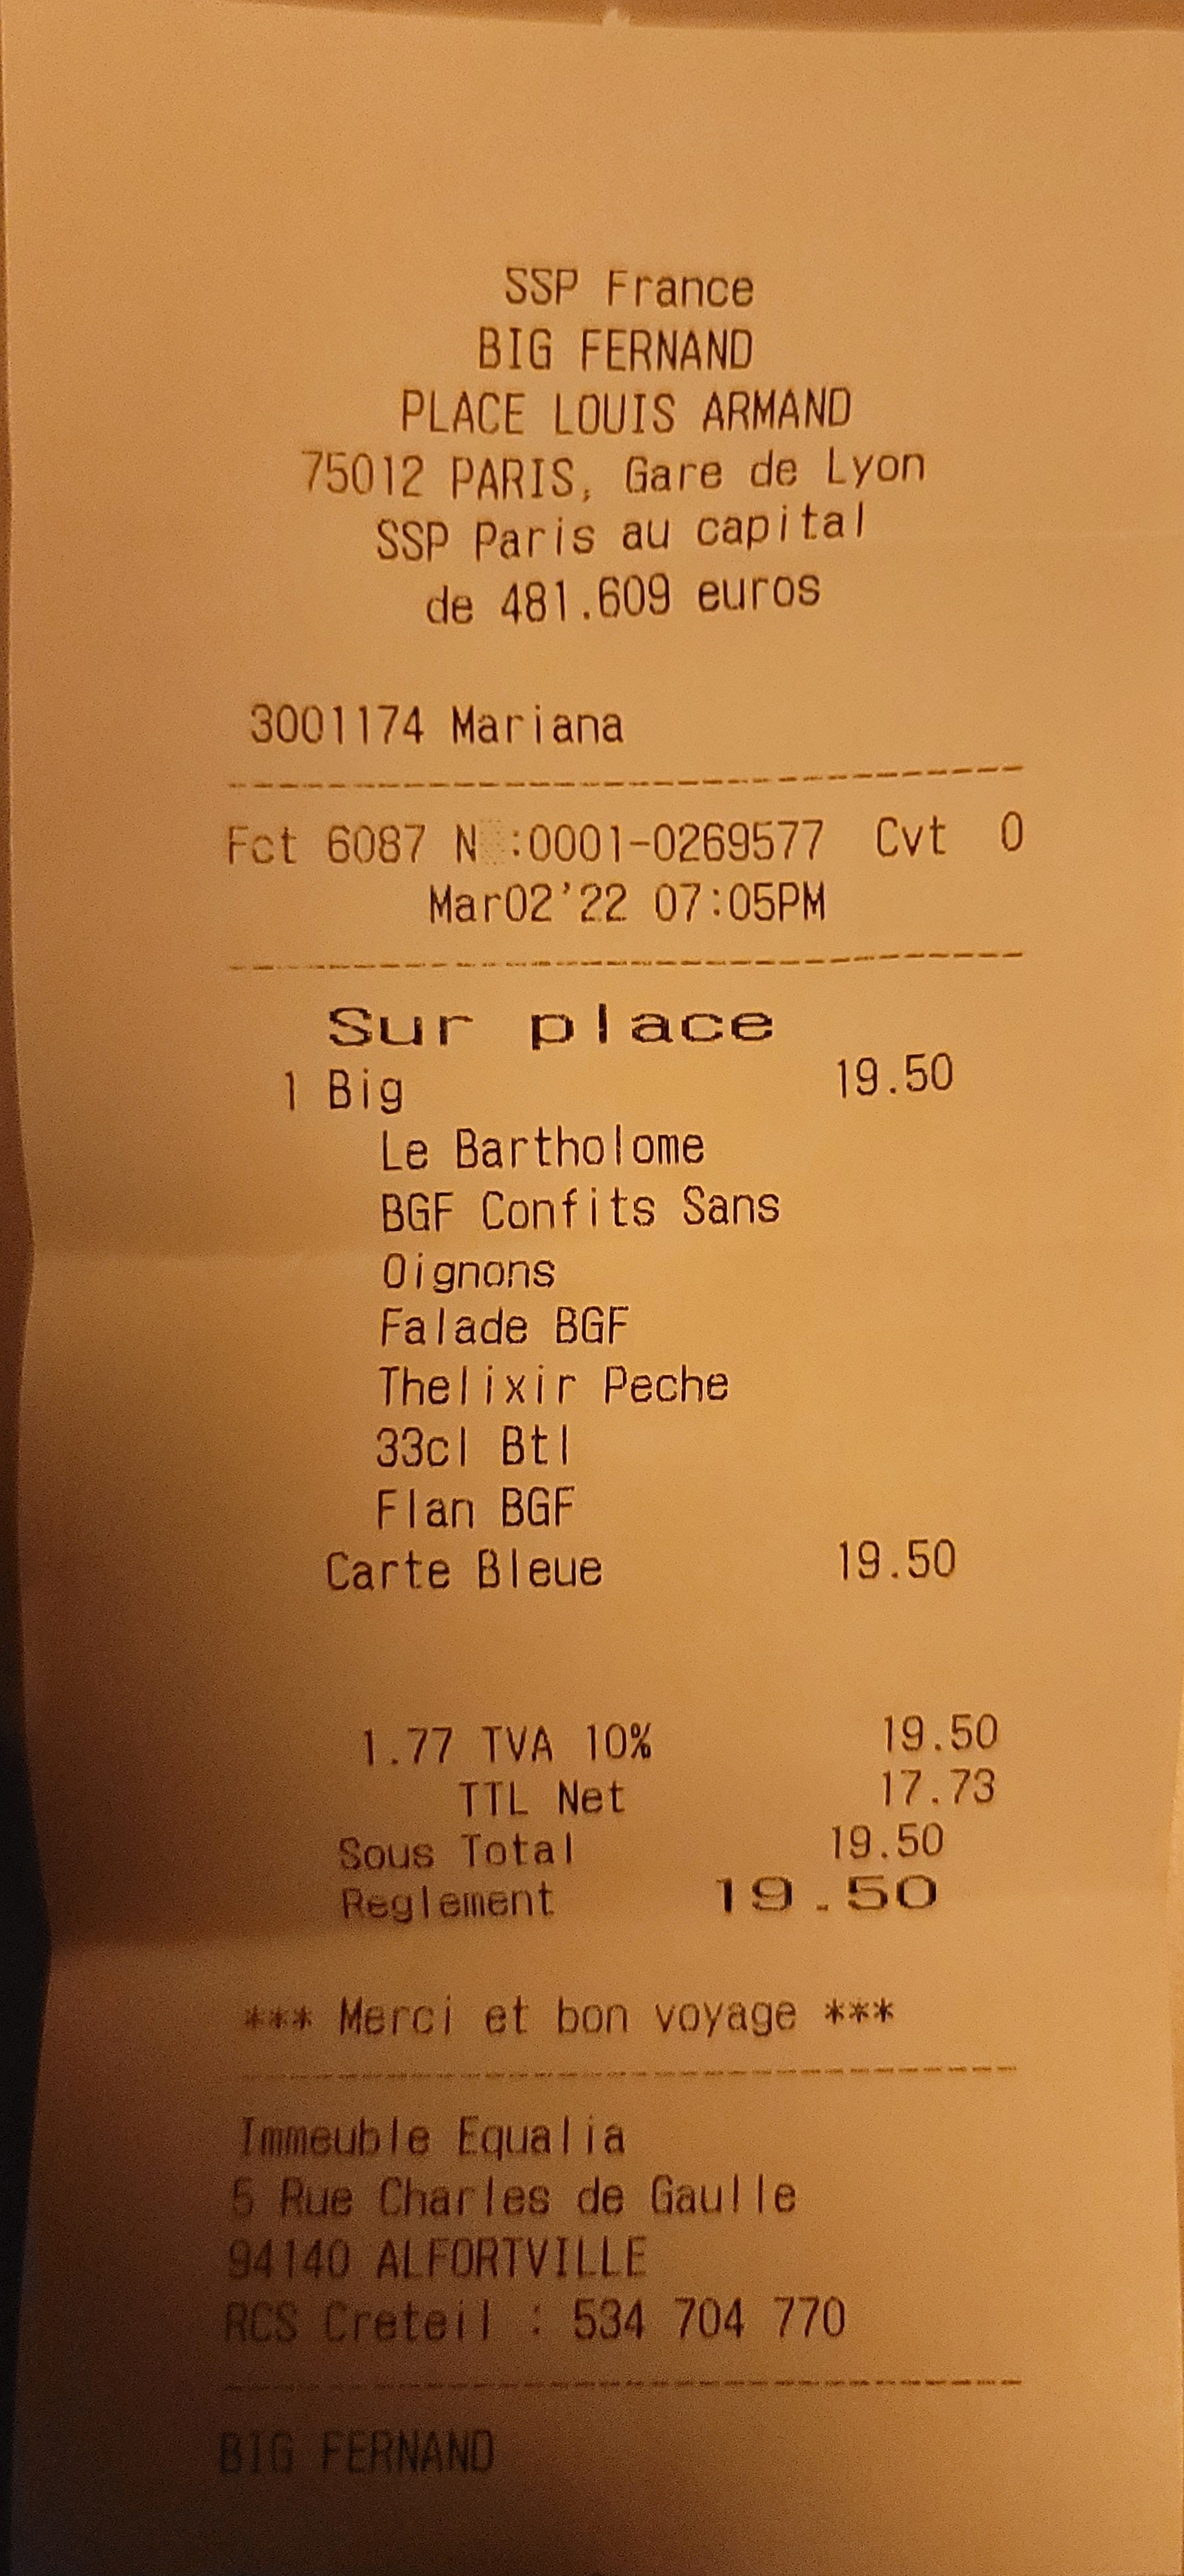 SSP France
BIG FERNAND
PLACE LOUIS ARMAND
75012 PARIS, Gare de Lyon
SSP Paris au capital
de 481.609 euros
3001174 Mariana
Fct 6087 N :0001-0269577 Cvt 0
Mar02'22 07:05PM
Sur place
1 Big 19.50
Le Bartholome
BGF Confits Sans
Oignons
Falade BGF
Thelixir Peche
33cl Btl
Flan BGF
Carte Bleue 19.50
1.77 TVA 10% 19.50
TTL Net 17.73
Sous Total 19.50
Reglement 19.50
*** Merci et bon voyage ***
Immeuble Equalia
5 Rue Charles de Gaulle
94140 ALFORTVILLE
RCS Creteil : 534 704 770
BIG FERNAND